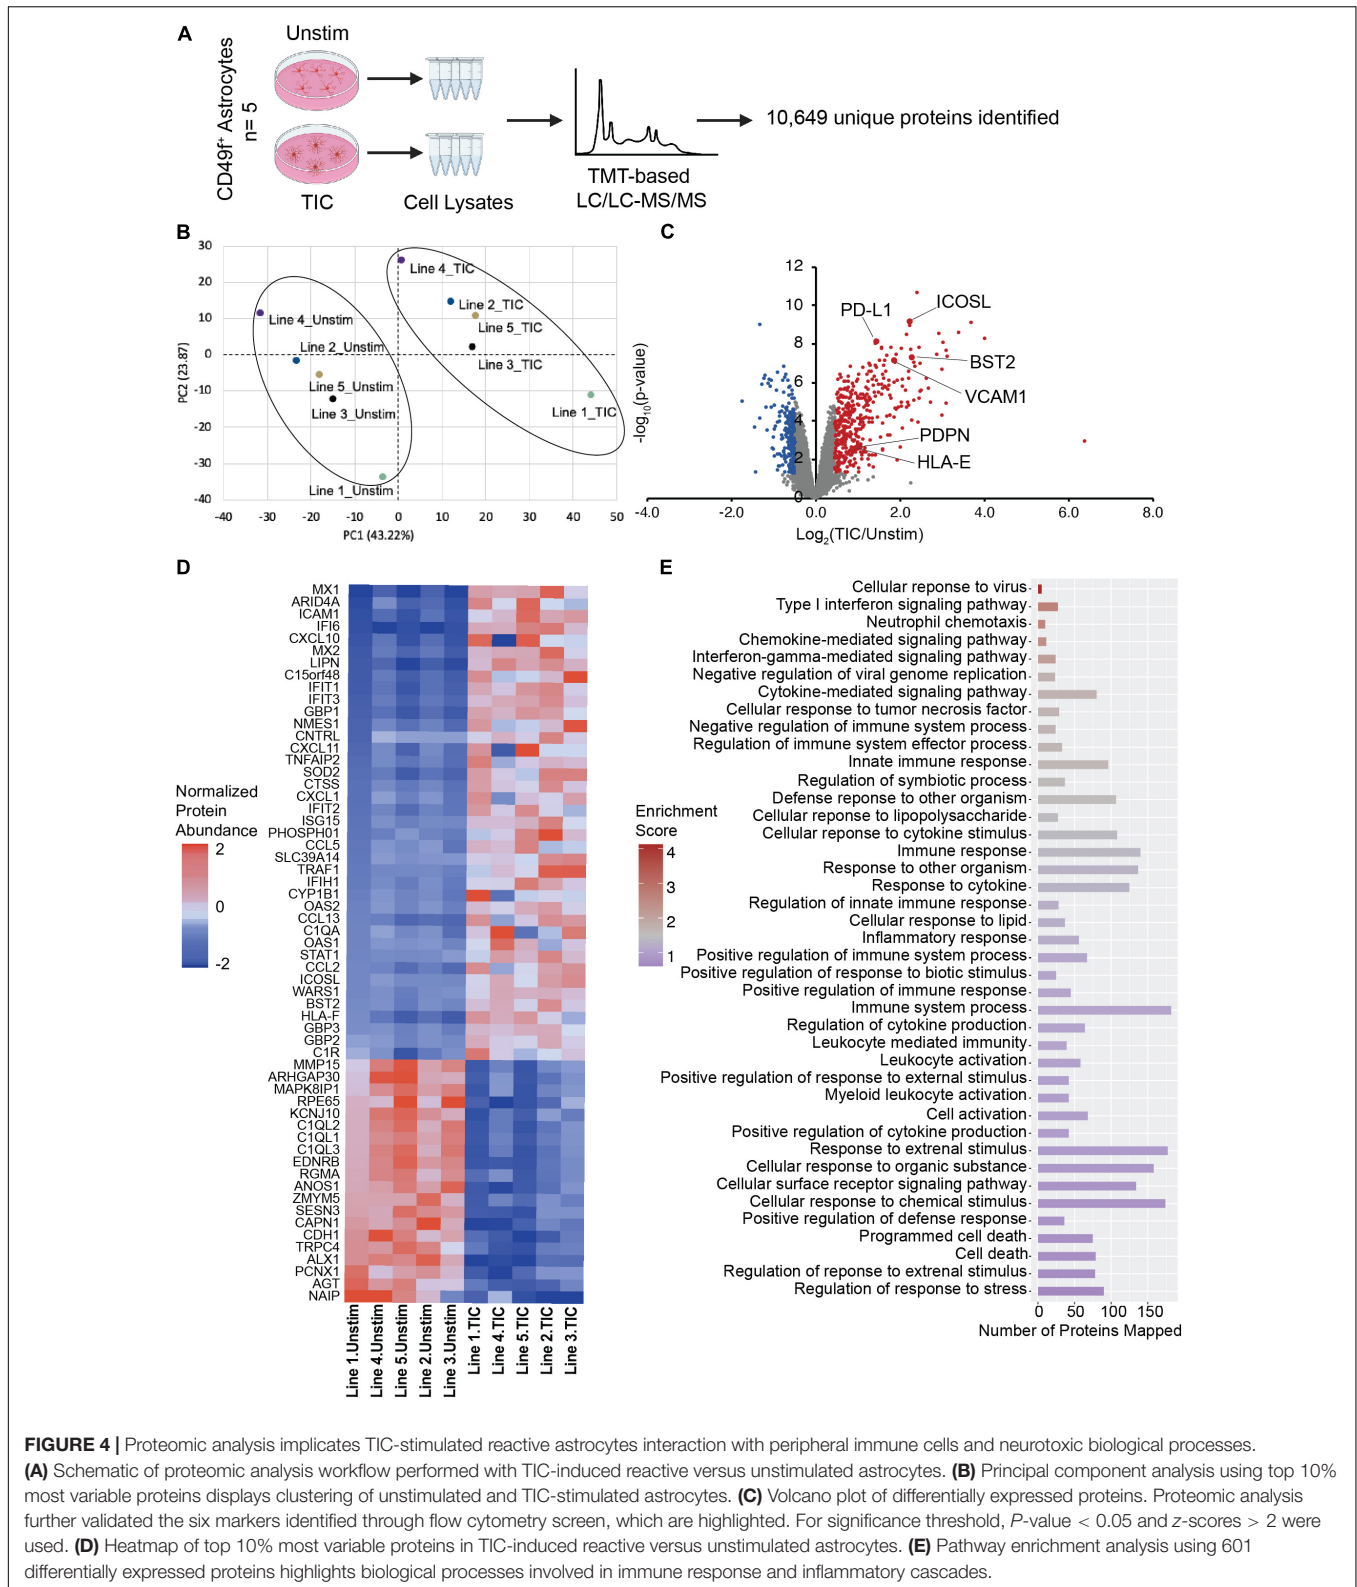 A
Unstim
CD49f+ Astrocytes
n= 5
TIC
Cell Lysates
TMT-based
LC/LC-MS/MS
10,649 unique proteins identified
B
30
20
10
0
-10
-20
-30
-40
PC2 (23.87)
Line 4_TIC
Line 2_TIC
Line 5_TIC
Line 3_TIC
Line 1_TIC
Line 4_Unstim
Line 2_Unstim
Line 5_Unstim
Line 3_Unstim
Line 1_Unstim
-40 -30 -20 -10 0 10 20 30 40 50
PC1 (43.22%)
C
12
10
8
6
4
2
0
-log10(p-value)
PD-L1
ICOSL
BST2
VCAM1
PDPN
HLA-E
-4.0 -2.0 0.0 2.0 4.0 6.0 8.0
Log2(TIC/Unstim)
D
Normalized
Protein
Abundance
2
0
-2
MX1
ARID4A
ICAM1
IFI6
CXCL10
MX2
LIPN
C15orf48
IFIT1
IFIT3
GBP1
NMES1
CNTRL
CXCL11
TNFAIP2
SOD2
CTSS
CXCL1
IFIT2
ISG15
PHOSPH01
CCL5
SLC39A14
TRAF1
IFIH1
CYP1B1
OAS2
CCL13
C1QA
OAS1
STAT1
CCL2
ICOSL
WARS1
BST2
HLA-F
GBP3
GBP2
C1R
MMP15
ARHGAP30
MAPK8IP1
RPE65
KCNJ10
C1QL2
C1QL1
C1QL3
EDNRB
RGMA
ANOS1
ZMYM5
SESN3
CAPN1
CDH1
TRPC4
ALX1
PCNX1
AGT
NAIP
Line 1.Unstim
Line 4.Unstim
Line 5.Unstim
Line 2.Unstim
Line 3.Unstim
Line 1.TIC
Line 4.TIC
Line 5.TIC
Line 2.TIC
Line 3.TIC
E
Enrichment
Score
4
3
2
1
Cellular reponse to virus
Type I interferon signaling pathway
Neutrophil chemotaxis
Chemokine-mediated signaling pathway
Interferon-gamma-mediated signaling pathway
Negative regulation of viral genome replication
Cytokine-mediated signaling pathway
Cellular response to tumor necrosis factor
Negative regulation of immune system process
Regulation of immune system effector process
Innate immune response
Regulation of symbiotic process
Defense reponse to other organism
Cellular reponse to lipopolysaccharide
Cellular reponse to cytokine stimulus
Immune response
Response to other organism
Response to cytokine
Regulation of innate immune response
Cellular response to lipid
Inflammatory response
Positive regulation of immune system process
Positive regulation of response to biotic stimulus
Positive regulation of immune response
Immune system process
Regulation of cytokine production
Leukocyte mediated immunity
Leukocyte activation
Positive regulation of response to external stimulus
Myeloid leukocyte activation
Cell activation
Positive regulation of cytokine production
Response to extrenal stimulus
Cellular response to organic substance
Cellular surface receptor signaling pathway
Cellular response to chemical stimulus
Positive regulation of defense response
Programmed cell death
Cell death
Regulation of reponse to extrenal stimulus
Regulation of response to stress
0 50 100 150
Number of Proteins Mapped
FIGURE 4 | Proteomic analysis implicates TIC-stimulated reactive astrocytes interaction with peripheral immune cells and neurotoxic biological processes.
(A) Schematic of proteomic analysis workflow performed with TIC-induced reactive versus unstimulated astrocytes. (B) Principal component analysis using top 10%
most variable proteins displays clustering of unstimulated and TIC-stimulated astrocytes. (C) Volcano plot of differentially expressed proteins. Proteomic analysis
further validated the six markers identified through flow cytometry screen, which are highlighted. For significance threshold, P-value < 0.05 and z-scores > 2 were
used. (D) Heatmap of top 10% most variable proteins in TIC-induced reactive versus unstimulated astrocytes. (E) Pathway enrichment analysis using 601
differentially expressed proteins highlights biological processes involved in immune response and inflammatory cascades.